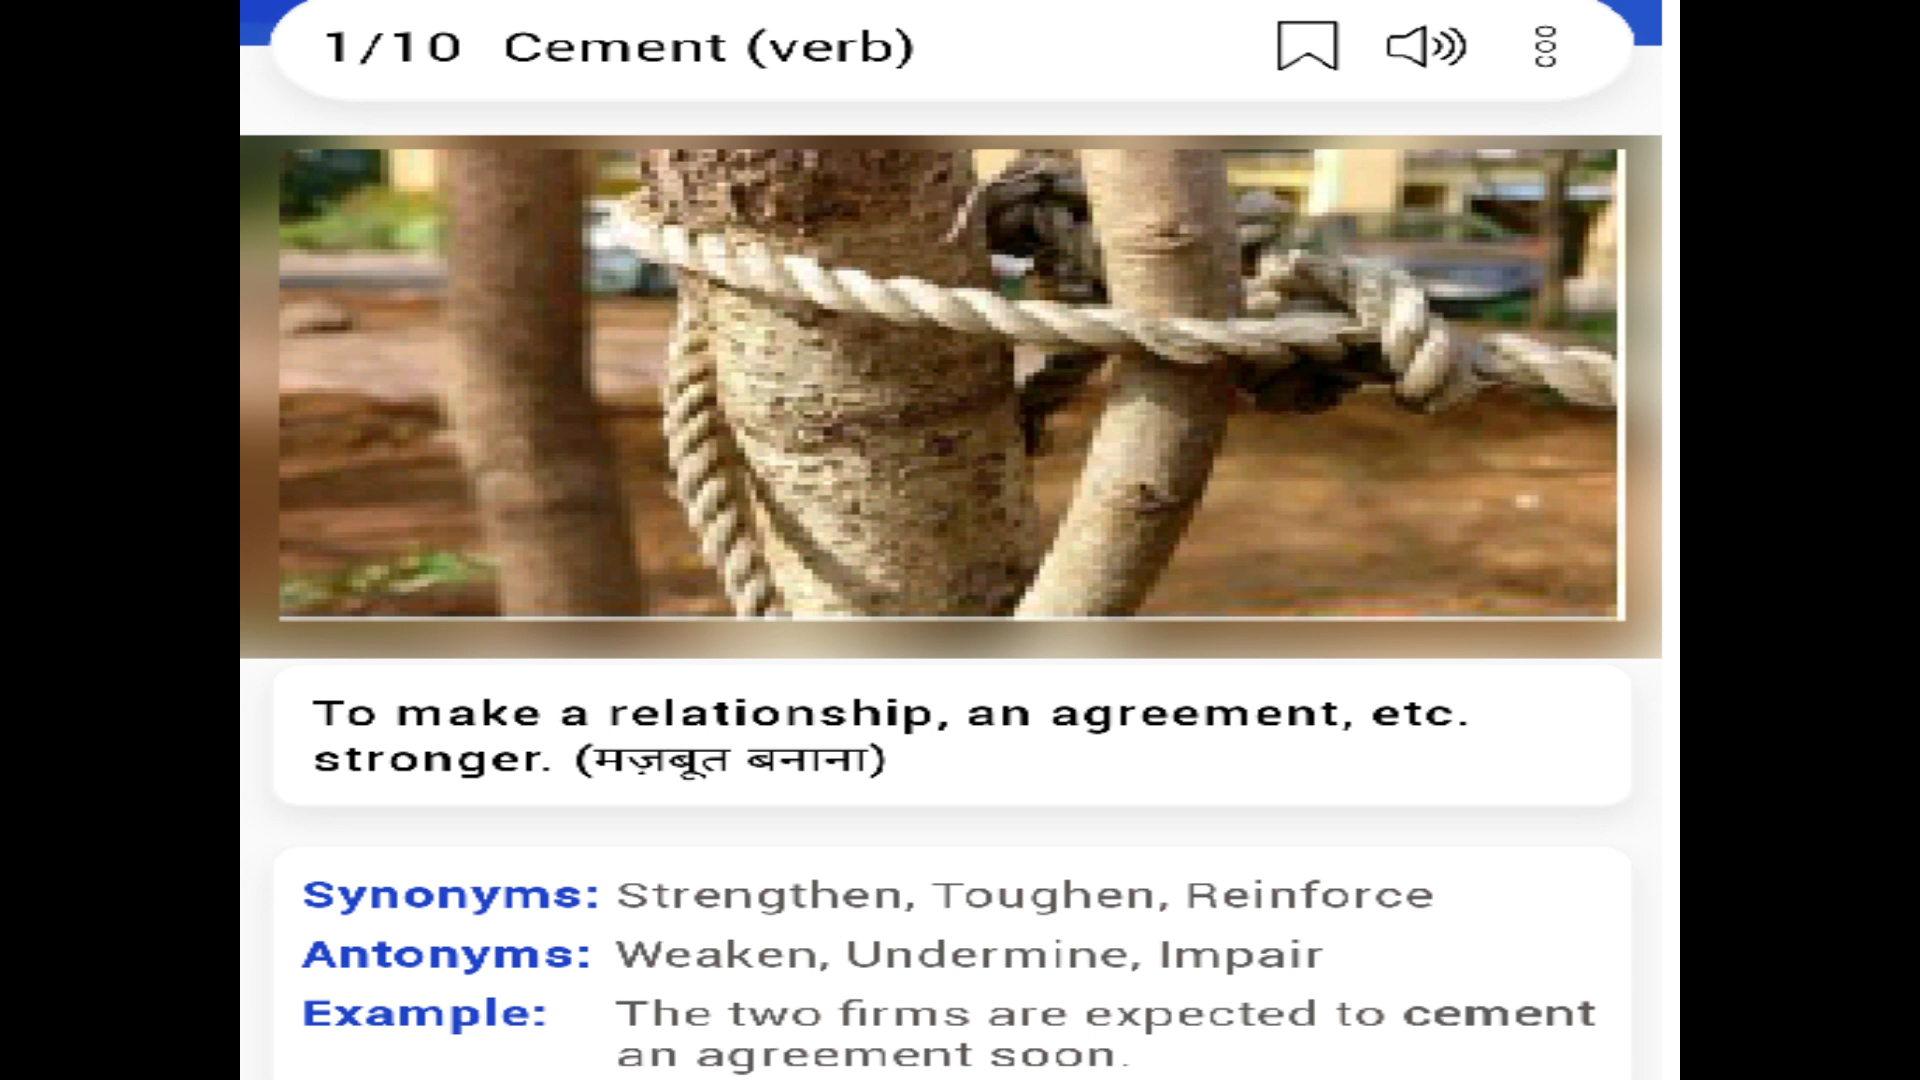 1/10 Cement (verb)
To make a relationship, an agreement, etc.
stronger. (मज़बूत बनाना)
Synonyms: Strengthen, Toughen, Reinforce
Antonyms: Weaken, Undermine, Impair
Example: The two firms are expected to cement
an agreement soon.